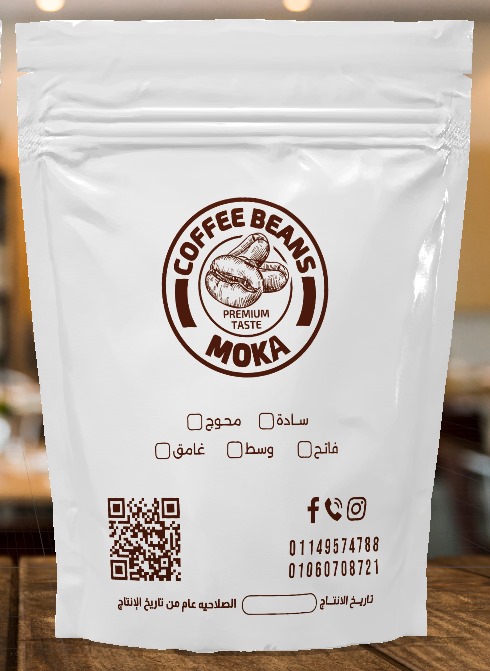 COFFEE BEANS
PREMIUM
TASTE
MOKA
سادة محوج
فاتح وسط غامق
01149574788
01060708721
تاريخ الانتاج الصلاحيه عام من تاريخ الإنتاج